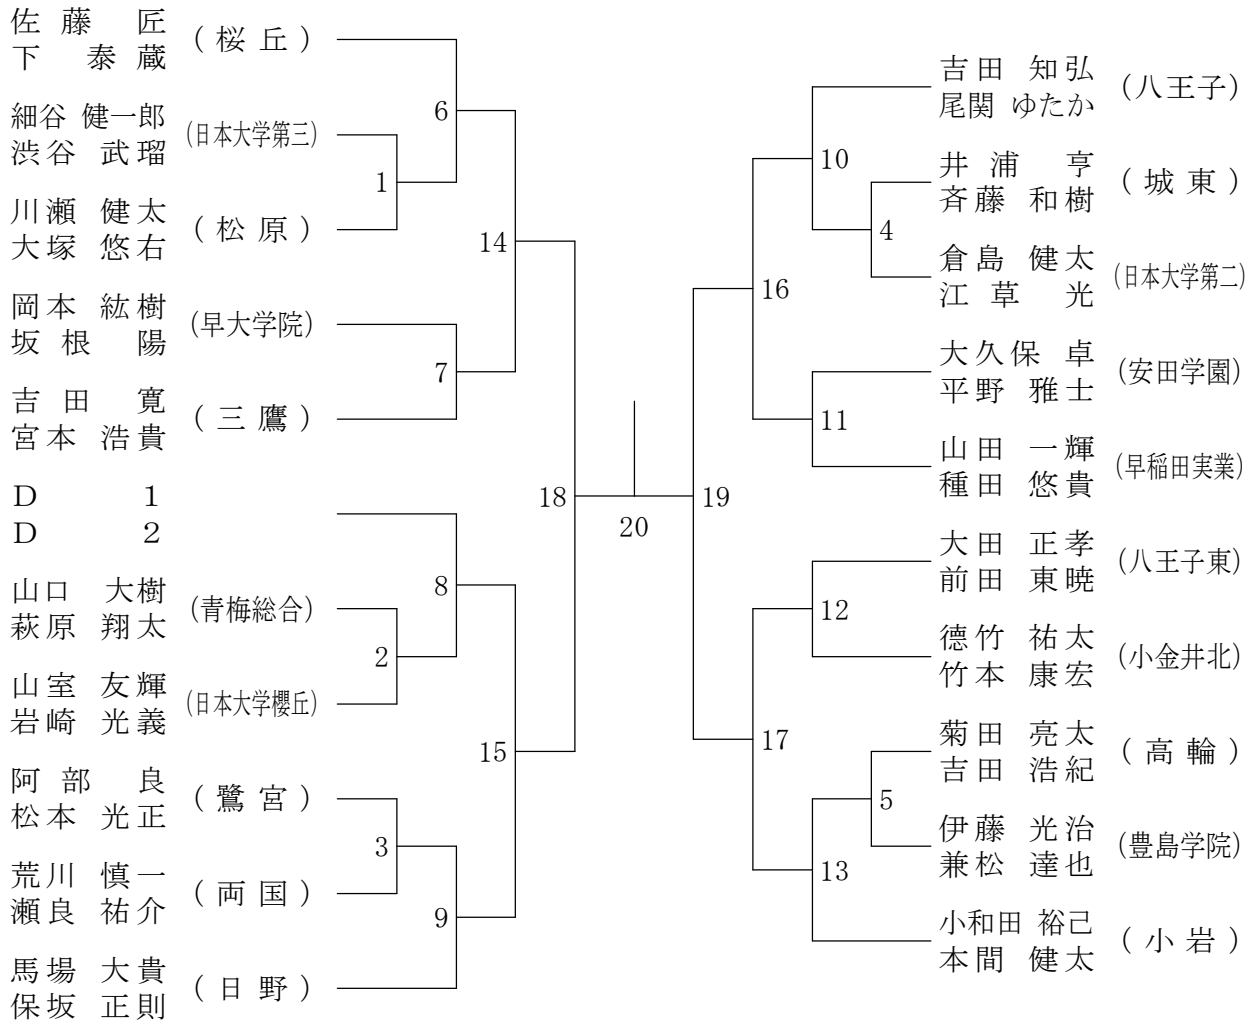 佐藤 匠
下 泰蔵
(桜丘)
細谷 健一郎
渋谷 武瑠
(日本大学第三)
川瀬 健太
大塚 悠右
(松原)
岡本 紘樹
坂根 陽
(早大学院)
吉田 寛
宮本 浩貴
(三鷹)
D 1
D 2
山口 大樹
萩原 翔太
(青梅総合)
山室 友輝
岩崎 光義
(日本大学櫻丘)
阿部 良
松本 光正
(鷺宮)
荒川 慎一
瀬良 祐介
(両国)
馬場 大貴
保坂 正則
(日野)
1
2
3
6
7
8
9
14
15
18
20
19
16
17
10
11
12
13
4
5
吉田 知弘
尾関 ゆたか
(八王子)
井浦 亨
斉藤 和樹
(城東)
倉島 健太
江草 光
(日本大学第二)
大久保 卓
平野 雅士
(安田学園)
山田 一輝
種田 悠貴
(早稲田実業)
大田 正孝
前田 東暁
(八王子東)
德竹 祐太
竹本 康宏
(小金井北)
菊田 亮太
吉田 浩紀
(高輪)
伊藤 光治
兼松 達也
(豊島学院)
小和田 裕己
本間 健太
(小岩)